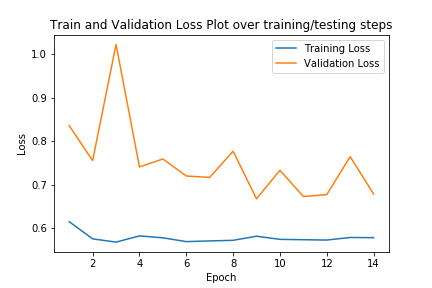 Train and Validation Loss Plot over training/testing steps
Training Loss
Validation Loss
1.0
0.9
0.8
0.7
0.6
Loss
2 4 6 8 10 12 14
Epoch